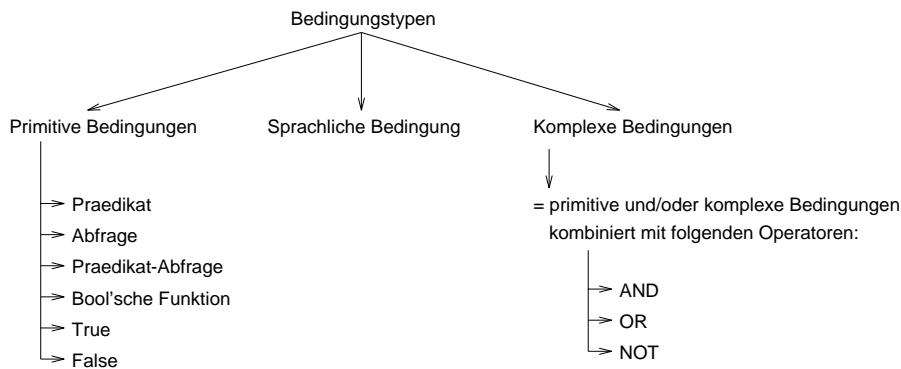 Bedingungstypen
Primitive Bedingungen
Sprachliche Bedingung
Komplexe Bedingungen
Praedikat
Abfrage
Praedikat-Abfrage
Bool'sche Funktion
True
False
= primitive und/oder komplexe Bedingungen
kombiniert mit folgenden Operatoren:
AND
OR
NOT